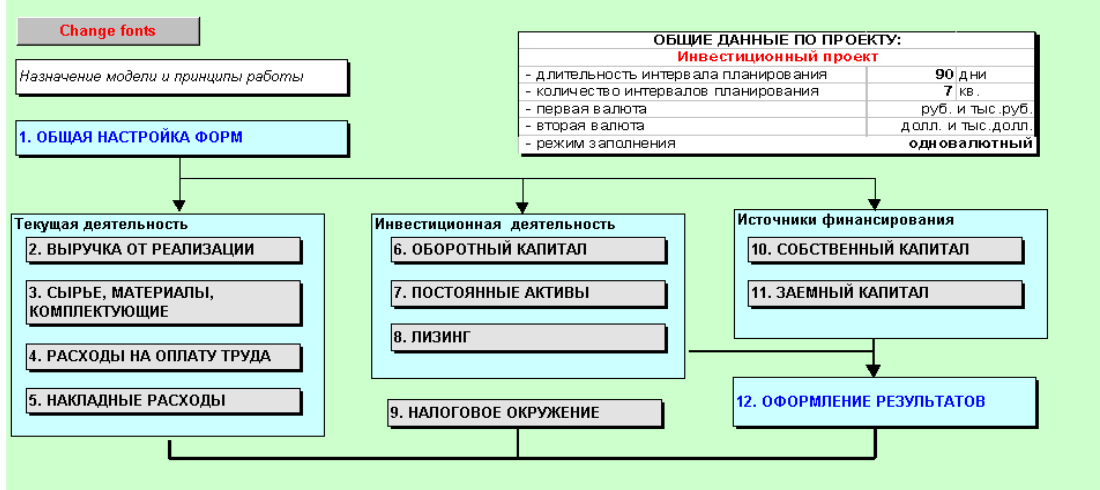 Change fonts
Назначение модели и принципы работы
1. ОБЩАЯ НАСТРОЙКА ФОРМ
ОБЩИЕ ДАННЫЕ ПО ПРОЕКТУ:
Инвестиционный проект
- длительность интервала планирования 90 дни
- количество интервалов планирования 7 кв.
- первая валюта руб. и тыс.руб.
- вторая валюта долл. и тыс.долл.
- режим заполнения одновалютный
Текущая деятельность
2. ВЫРУЧКА ОТ РЕАЛИЗАЦИИ
3. СЫРЬЕ, МАТЕРИАЛЫ,
КОМПЛЕКТУЮЩИЕ
4. РАСХОДЫ НА ОПЛАТУ ТРУДА
5. НАКЛАДНЫЕ РАСХОДЫ
Инвестиционная деятельность
6. ОБОРОТНЫЙ КАПИТАЛ
7. ПОСТОЯННЫЕ АКТИВЫ
8. ЛИЗИНГ
9. НАЛОГОВОЕ ОКРУЖЕНИЕ
Источники финансирования
10. СОБСТВЕННЫЙ КАПИТАЛ
11. ЗАЕМНЫЙ КАПИТАЛ
12. ОФОРМЛЕНИЕ РЕЗУЛЬТАТОВ